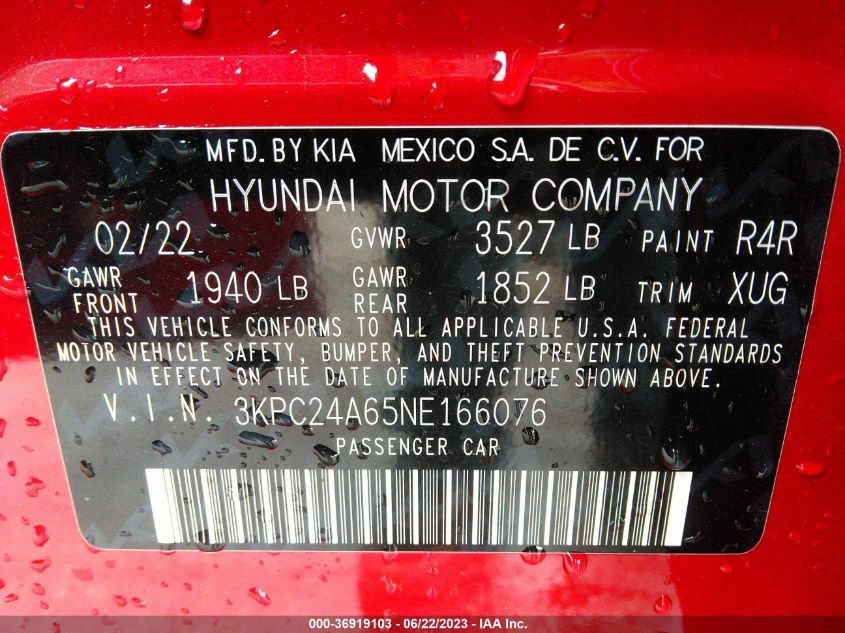 MFD. BY KIA MEXICO S.A. DE C.V. FOR
HYUNDAI MOTOR COMPANY
02/22 GVWR 3527 LB PAINT R4R
GAWR FRONT 1940 LB GAWR REAR 1852 LB TRIM XUG
THIS VEHICLE CONFORMS TO ALL APPLICABLE U.S.A. FEDERAL
MOTOR VEHICLE SAFETY, BUMPER, AND THEFT PREVENTION STANDARDS
IN EFFECT ON THE DATE OF MANUFACTURE SHOWN ABOVE.
V.I.N. 3KPC24A65NE166076
PASSENGER CAR
000-36919103 - 06/22/2023 - IAA Inc.